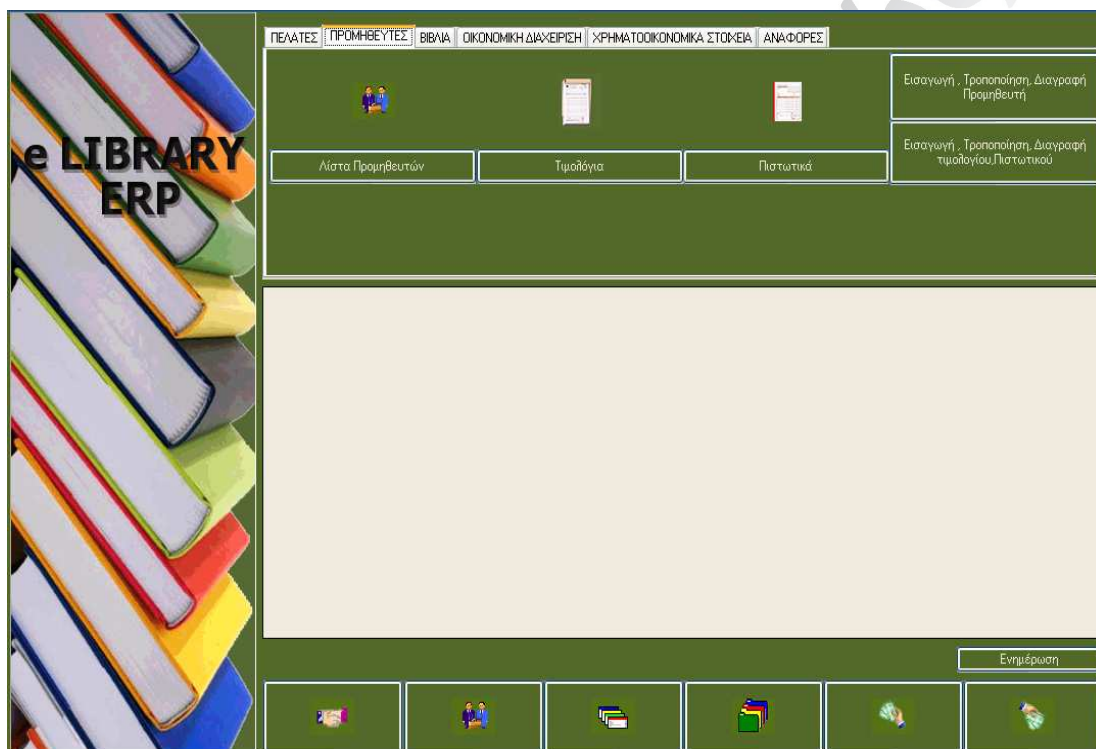 e LIBRARY
ERP
ΠΕΛΑΤΕΣ ΠΡΟΜΗΘΕΥΤΕΣ ΒΙΒΛΙΑ ΟΙΚΟΝΟΜΙΚΗ ΔΙΑΧΕΙΡΙΣΗ ΧΡΗΜΑΤΟΟΙΚΟΝΟΜΙΚΑ ΣΤΟΙΧΕΙΑ ΑΝΑΦΟΡΕΣ
Εισαγωγή , Τροποποίηση, Διαγραφή
Προμηθευτή
Εισαγωγή , Τροποποίηση, Διαγραφή
τιμολογίου,Πιστωτικού
Λίστα Προμηθευτών
Τιμολόγια
Πιστωτικά
Ενημέρωση